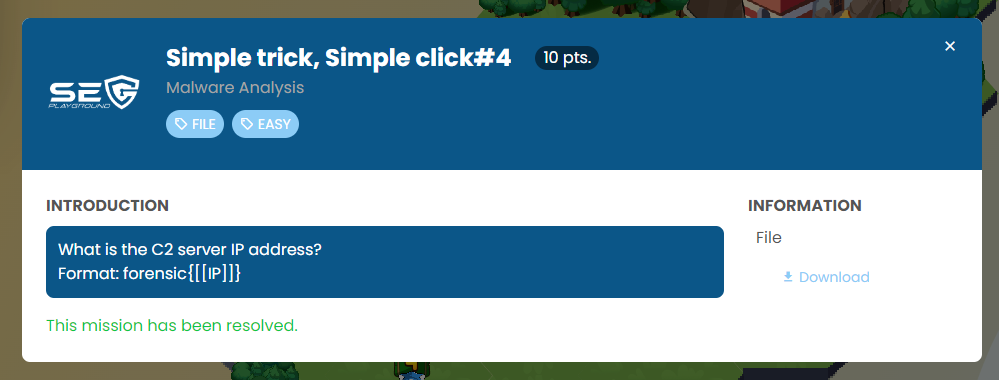 Simple trick, Simple click#4
10 pts.
×
SEG
PLAYGROUND
Malware Analysis
FILE
EASY
INTRODUCTION
What is the C2 server IP address?
Format: forensic{[[IP]]}
This mission has been resolved.
INFORMATION
File
Download